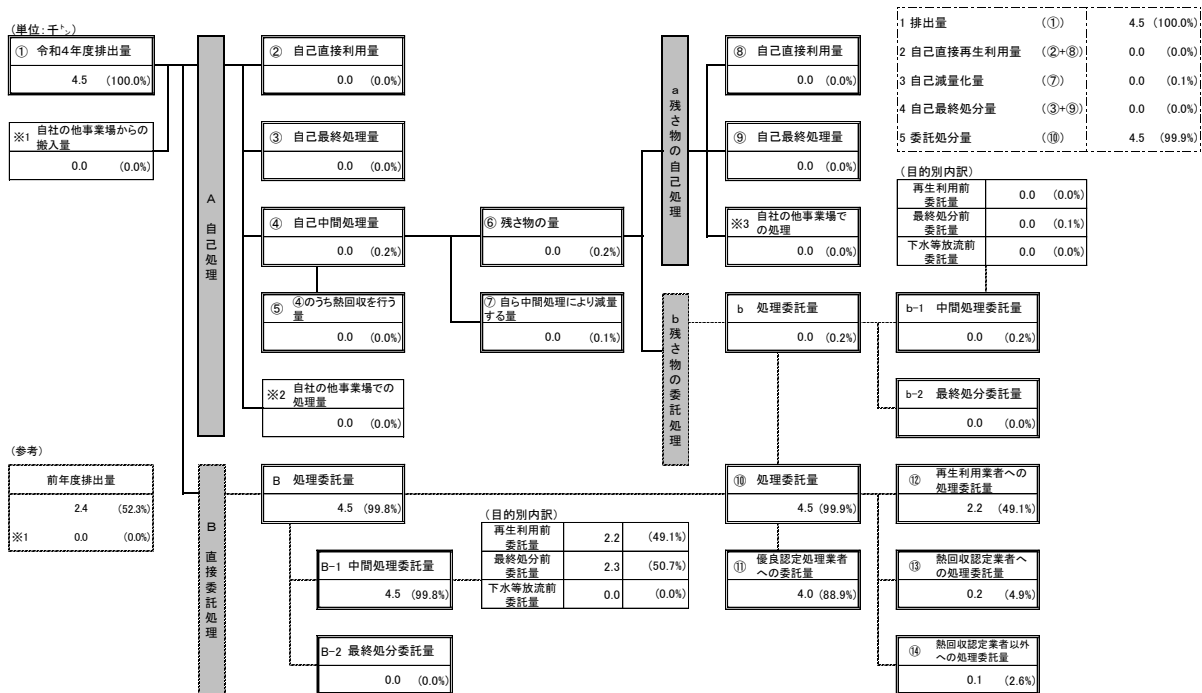 (単位:千㌧)
① 令和4年度排出量
4.5 (100.0%)
※1 自社の他事業場からの
搬入量
0.0 (0.0%)
A 自己処理
② 自己直接利用量
0.0 (0.0%)
③ 自己最終処理量
0.0 (0.0%)
④ 自己中間処理量
0.0 (0.2%)
⑤ ④のうち熱回収を行う
量
0.0 (0.0%)
※2 自社の他事業場での
処理量
0.0 (0.0%)
⑥ 残さ物の量
0.0 (0.2%)
⑦ 自ら中間処理により減量
する量
0.0 (0.1%)
a 残さ物の自己処理
⑧ 自己直接利用量
0.0 (0.0%)
⑨ 自己最終処理量
0.0 (0.0%)
※3 自社の他事業場で
の処理
0.0 (0.0%)
b 残さ物の委託処理
b 処理委託量
0.0 (0.2%)
1 排出量 (①) 4.5 (100.0%)
2 自己直接再生利用量 (②+⑧) 0.0 (0.0%)
3 自己減量化量 (⑦) 0.0 (0.1%)
4 自己最終処分量 (③+⑨) 0.0 (0.0%)
5 委託処分量 (⑩) 4.5 (99.9%)
(目的別内訳)
再生利用前
委託量 0.0 (0.0%)
最終処分前
委託量 0.0 (0.1%)
下水等放流前
委託量 0.0 (0.0%)
b-1 中間処理委託量
0.0 (0.2%)
b-2 最終処分委託量
0.0 (0.0%)
(参考)
前年度排出量
2.4 (52.3%)
※1 0.0 (0.0%)
B 直接委託処理
B 処理委託量
4.5 (99.8%)
B-1 中間処理委託量
4.5 (99.8%)
B-2 最終処分委託量
0.0 (0.0%)
(目的別内訳)
再生利用前
委託量 2.2 (49.1%)
最終処分前
委託量 2.3 (50.7%)
下水等放流前
委託量 0.0 (0.0%)
⑩ 処理委託量
4.5 (99.9%)
⑪ 優良認定処理業者
への委託量
4.0 (88.9%)
⑫ 再生利用業者への
処理委託量
2.2 (49.1%)
⑬ 熱回収認定業者へ
の処理委託量
0.2 (4.9%)
⑭ 熱回収認定業者以外
への処理委託量
0.1 (2.6%)